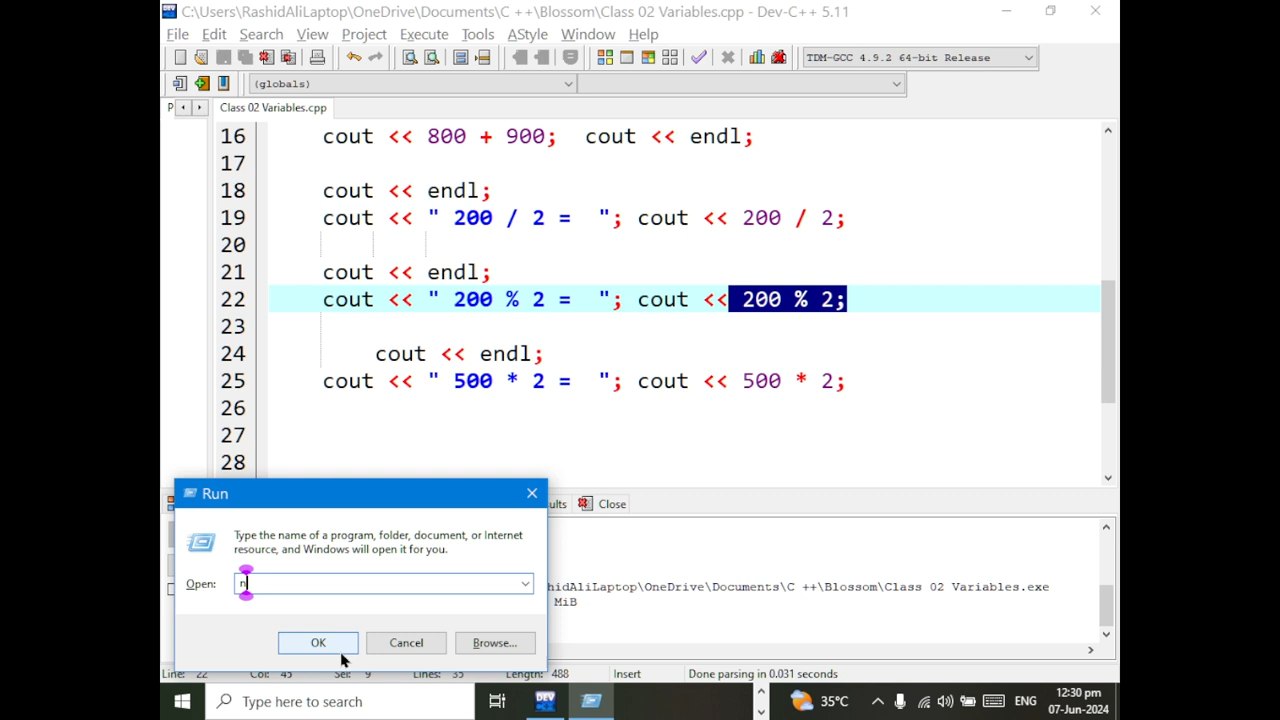 C:\Users\RashidAliLaptop\OneDrive\Documents\C ++\Blossom\Class 02 Variables.cpp - Dev-C++ 5.11
File Edit Search View Project Execute Tools AStyle Window Help
TDM-GCC 4.9.2 64-bit Release
(globals)
P Class 02 Variables.cpp
16 cout << 800 + 900; cout << endl;
17
18 cout << endl;
19 cout << " 200 / 2 =  "; cout << 200 / 2;
20
21 cout << endl;
22 cout << " 200 % 2 =  "; cout << 200 % 2;
23
24 cout << endl;
25 cout << " 500 * 2 =  "; cout << 500 * 2;
26
27
28
Run
Close
Type the name of a program, folder, document, or Internet
resource, and Windows will open it for you.
Open: n
hidAliLaptop\OneDrive\Documents\C ++\Blossom\Class 02 Variables.exe
MiB
OK Cancel Browse...
Line: 22 Col: 45 Sel: 9 Lines: 35 Length: 488 Insert Done parsing in 0.031 seconds
Type here to search
DEV
35°C
ENG
12:30 pm
07-Jun-2024